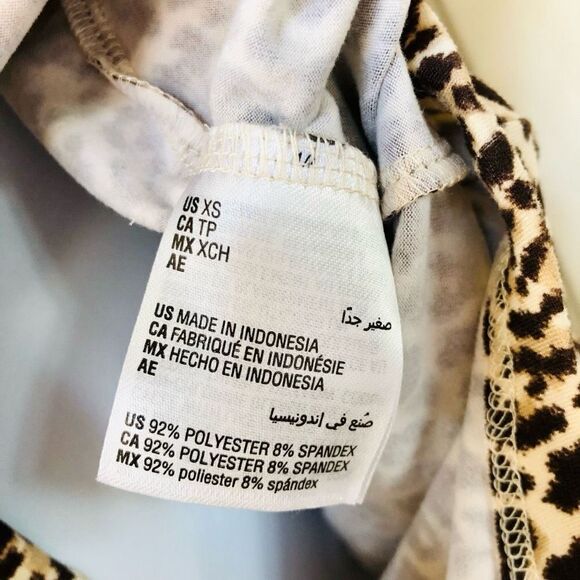 US XS
CA TP
MX XCH
AE
صغير جدًا
US MADE IN INDONESIA
CA FABRIQUÉ EN INDONÉSIE
MX HECHO EN INDONESIA
AE
صُنع في اندونيسيا
US 92% POLYESTER 8% SPANDEX
CA 92% POLYESTER 8% SPANDEX
MX 92% poliester 8% spándex